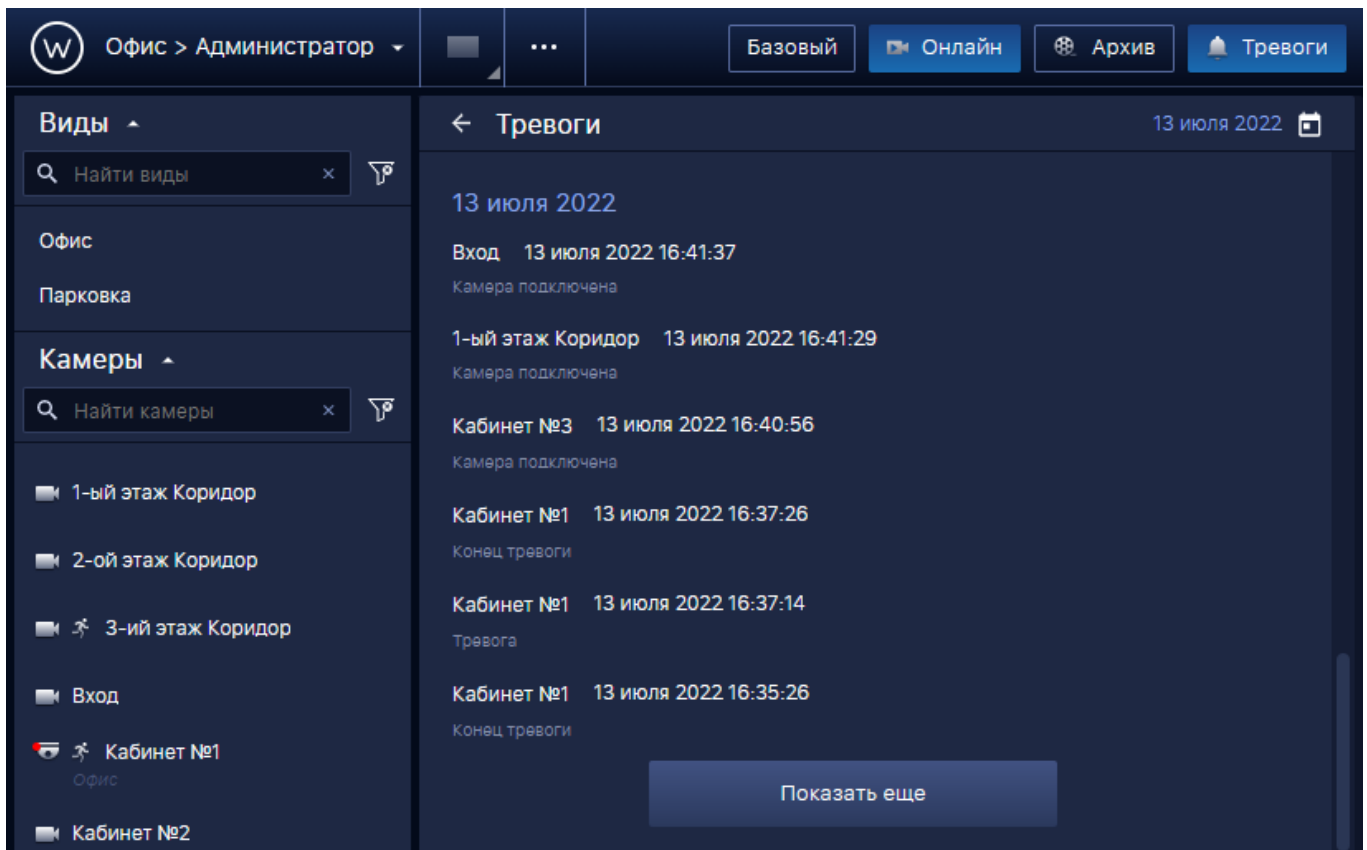 W Офис > Администратор ... Базовый Онлайн Архив Тревоги
Виды
Найти виды
Офис
Парковка
Камеры
Найти камеры
1-ый этаж Коридор
2-ой этаж Коридор
3-ий этаж Коридор
Вход
Кабинет №1
Офис
Кабинет №2
Тревоги 13 июля 2022
13 июля 2022
Вход 13 июля 2022 16:41:37
Камера подключена
1-ый этаж Коридор 13 июля 2022 16:41:29
Камера подключена
Кабинет №3 13 июля 2022 16:40:56
Камера подключена
Кабинет №1 13 июля 2022 16:37:26
Конец тревоги
Кабинет №1 13 июля 2022 16:37:14
Тревога
Кабинет №1 13 июля 2022 16:35:26
Конец тревоги
Показать еще